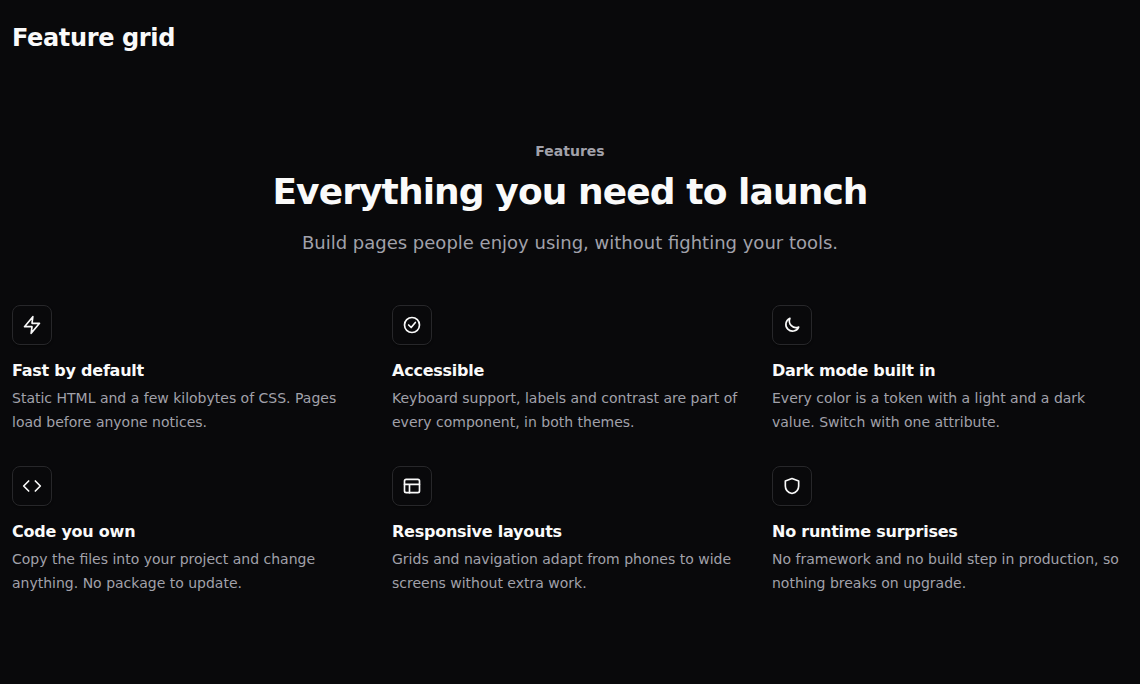 Feature grid
Features
Everything you need to launch
Build pages people enjoy using, without fighting your tools.
Fast by default
Static HTML and a few kilobytes of CSS. Pages
load before anyone notices.
Accessible
Keyboard support, labels and contrast are part of
every component, in both themes.
Dark mode built in
Every color is a token with a light and a dark
value. Switch with one attribute.
Code you own
Copy the files into your project and change
anything. No package to update.
Responsive layouts
Grids and navigation adapt from phones to wide
screens without extra work.
No runtime surprises
No framework and no build step in production, so
nothing breaks on upgrade.